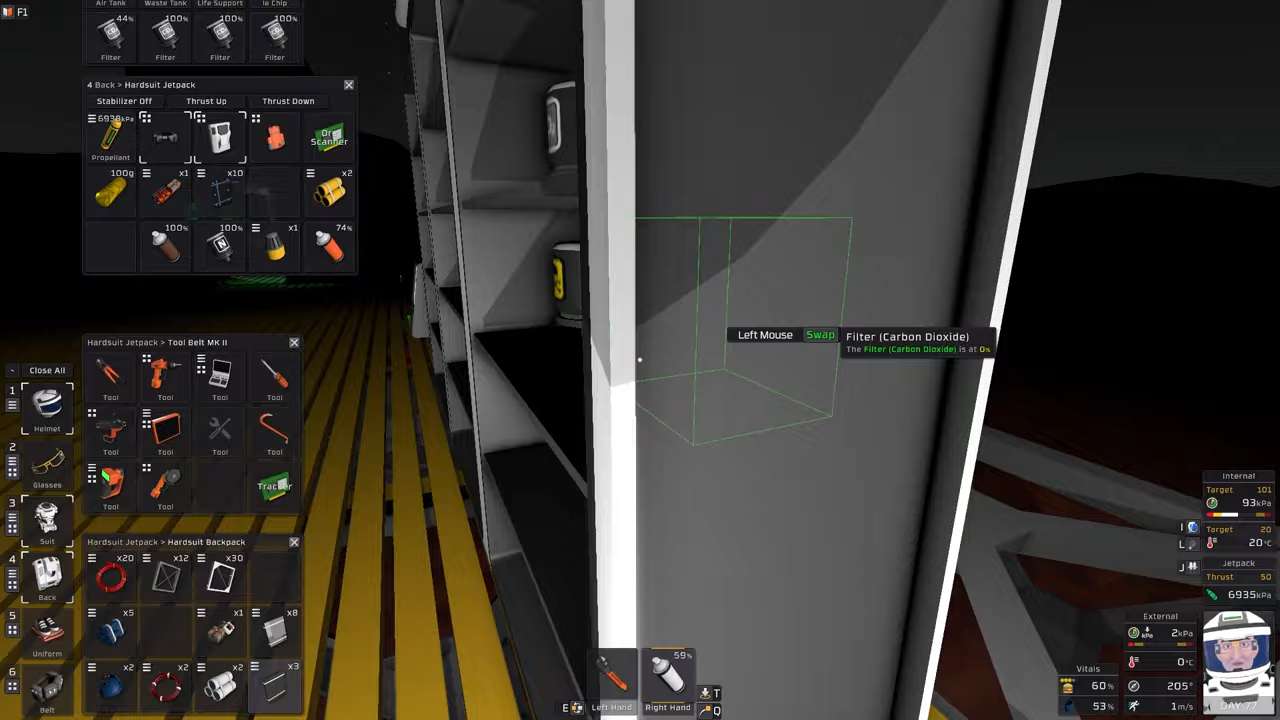 F1
Air Tank Waste Tank Life Support le Chip
44% 100% 100% 100%
Filter Filter Filter Filter
4 Back > Hardsuit Jetpack
Stabilizer Off Thrust Up Thrust Down
6938kPa
Ore Scanner
Propellant
100g x1 x10 x2
100% 100% x1 74%
N
Left Mouse Swap Filter (Carbon Dioxide)
The Filter (Carbon Dioxide) is at 0%
Hardsuit Jetpack > Tool Belt MK II
Close All
1
Tool Tool Tool Tool
Helmet
Tool Tool Tool Tool
2
Glasses
Tool Tool Tracker
3
Suit
Hardsuit Jetpack > Hardsuit Backpack
4
x20 x12 x30
Back
5
x5 x1 x8
Uniform
6
x2 x2 x2 x3
Belt
59%
E Left Hand Right Hand T
Q
Internal
Target 101
93kPa
Target 20
I
L 20°C
Jetpack
J Thrust 50
6935kPa
External
kPa 2kPa
0°C
Vitals
60% 205°
53% 1m/s
DAY 77